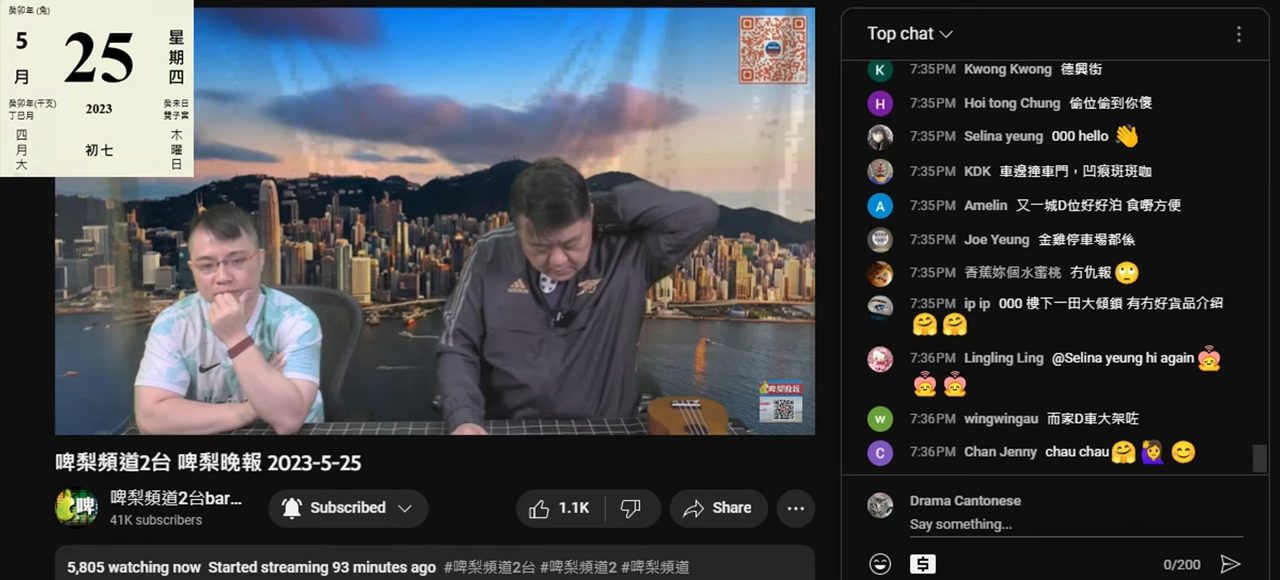 癸卯年 (兔)
5
月
25
星
期
四
癸卯年(干支)
丁巳月
2023
癸未日
雙子宮
四
月
大
初七
木
曜
日
啤梨晚報
啤梨頻道2台 啤梨晚報 2023-5-25
啤梨頻道2台bar...
41K subscribers
Subscribed
1.1K
Share
5,805 watching now Started streaming 93 minutes ago #啤梨頻道2台 #啤梨頻道2 #啤梨頻道
Top chat
K 7:35PM Kwong Kwong 德興街
H 7:35PM Hoi tong Chung 偷位偷到你傻
7:35PM Selina yeung 000 hello 👋
7:35PM KDK 車邊撞車門，凹痕斑斑咖
A 7:35PM Amelin 又一城D位好好泊 食嘢方便
7:35PM Joe Yeung 金雞停車場都係
7:35PM 香蕉妳個水蜜桃 冇仇報 🙄
7:35PM ip ip 000 樓下一田大傾銷 有冇好貨品介紹
🤗 🤗
7:36PM Lingling Ling @Selina yeung hi again
W 7:36PM wingwingau 而家D車大架咗
C 7:36PM Chan Jenny chau chau 🤗 🙋‍♀️ 😊
Drama Cantonese
Say something...
0/200